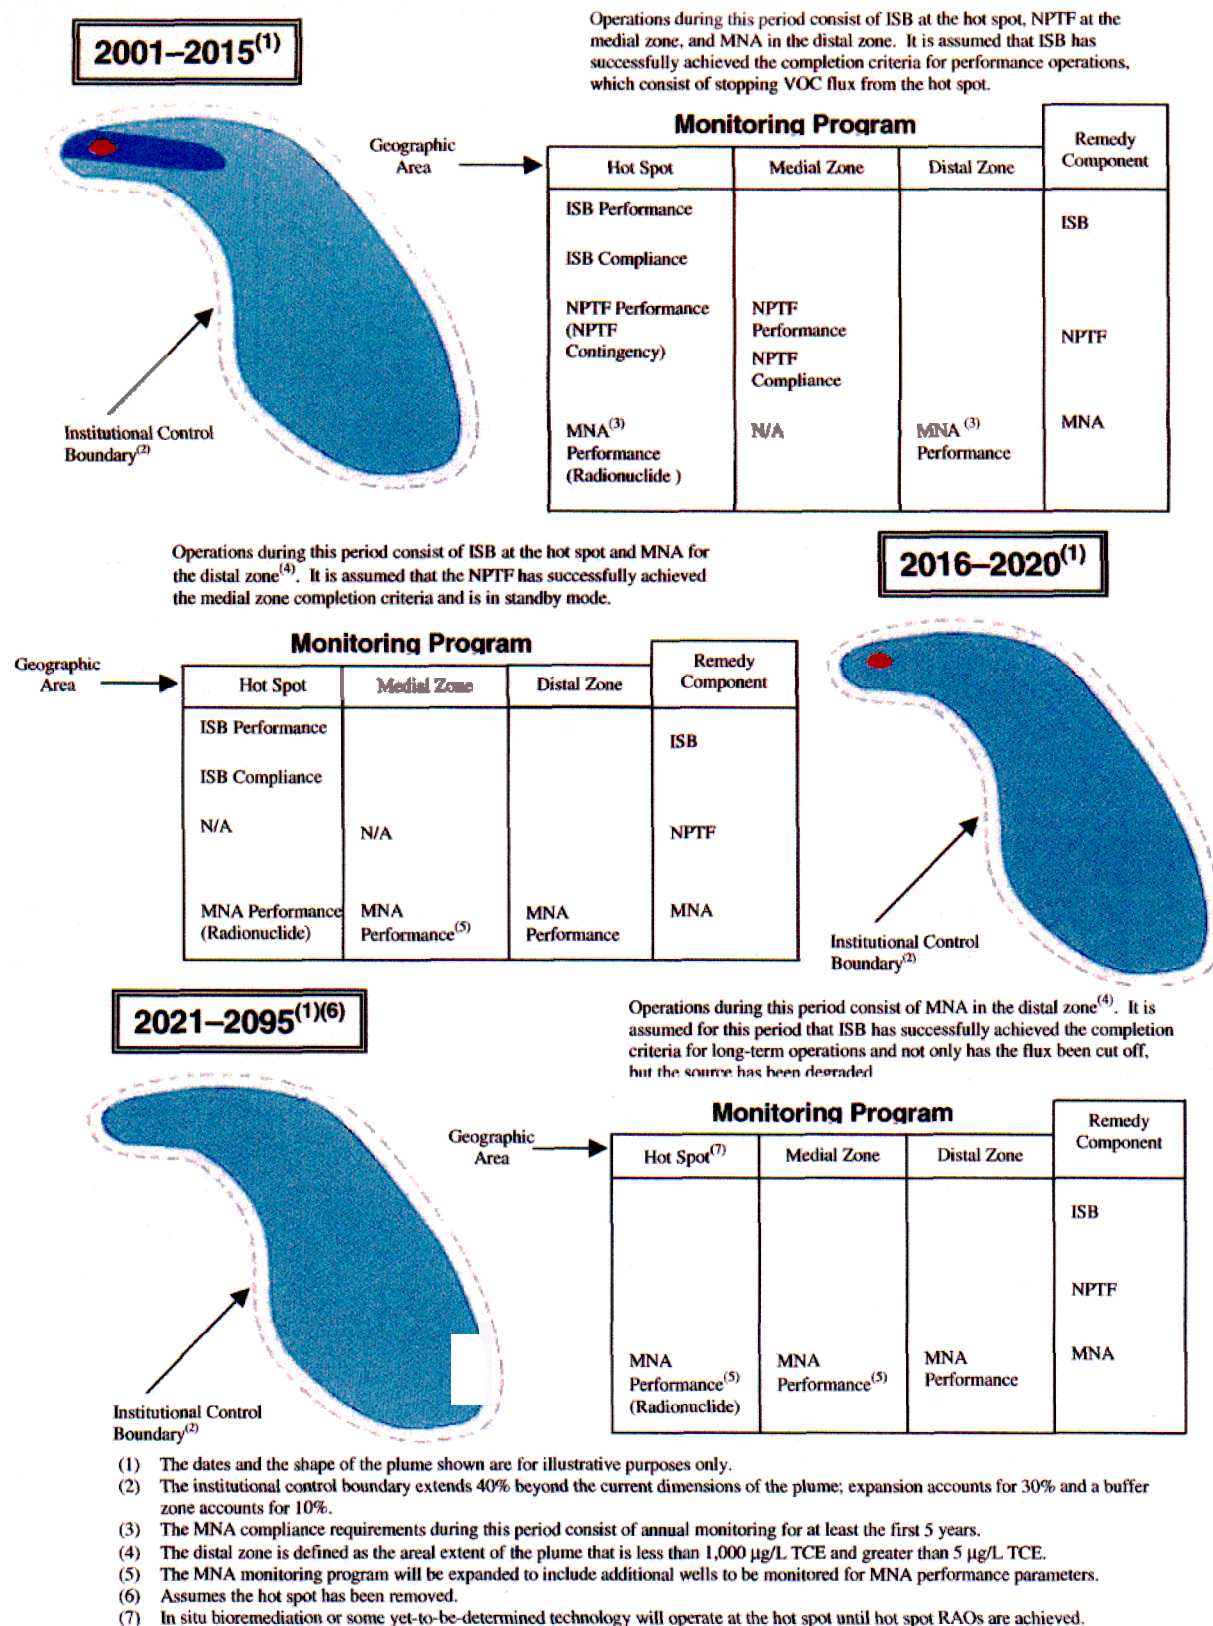 2001–2015(1)
Operations during this period consist of ISB at the hot spot, NPTF at the
medial zone, and MNA in the distal zone. It is assumed that ISB has
successfully achieved the completion criteria for performance operations,
which consist of stopping VOC flux from the hot spot.
Monitoring Program
Geographic
Area
Hot Spot
Medial Zone
Distal Zone
Remedy
Component
ISB Performance
ISB
ISB Compliance
NPTF Performance
(NPTF
Contingency)
NPTF
Performance
NPTF
Compliance
NPTF
MNA(3)
Performance
(Radionuclide )
N/A
MNA (3)
Performance
MNA
Institutional Control
Boundary(2)
Operations during this period consist of ISB at the hot spot and MNA for
the distal zone(4). It is assumed that the NPTF has successfully achieved
the medial zone completion criteria and is in standby mode.
2016–2020(1)
Monitoring Program
Geographic
Area
Hot Spot
Medial Zone
Distal Zone
Remedy
Component
ISB Performance
ISB
ISB Compliance
N/A
N/A
NPTF
MNA Performance
(Radionuclide)
MNA
Performance(5)
MNA
Performance
MNA
Institutional Control
Boundary(2)
2021–2095(1)(6)
Operations during this period consist of MNA in the distal zone(4). It is
assumed for this period that ISB has successfully achieved the completion
criteria for long-term operations and not only has the flux been cut off,
but the source has been degraded
Monitoring Program
Geographic
Area
Hot Spot(7)
Medial Zone
Distal Zone
Remedy
Component
ISB
NPTF
MNA
Performance(5)
(Radionuclide)
MNA
Performance(5)
MNA
Performance
MNA
Institutional Control
Boundary(2)
(1) The dates and the shape of the plume shown are for illustrative purposes only.
(2) The institutional control boundary extends 40% beyond the current dimensions of the plume; expansion accounts for 30% and a buffer
zone accounts for 10%.
(3) The MNA compliance requirements during this period consist of annual monitoring for at least the first 5 years.
(4) The distal zone is defined as the areal extent of the plume that is less than 1,000 µg/L TCE and greater than 5 µg/L TCE.
(5) The MNA monitoring program will be expanded to include additional wells to be monitored for MNA performance parameters.
(6) Assumes the hot spot has been removed.
(7) In situ bioremediation or some yet-to-be-determined technology will operate at the hot spot until hot spot RAOs are achieved.